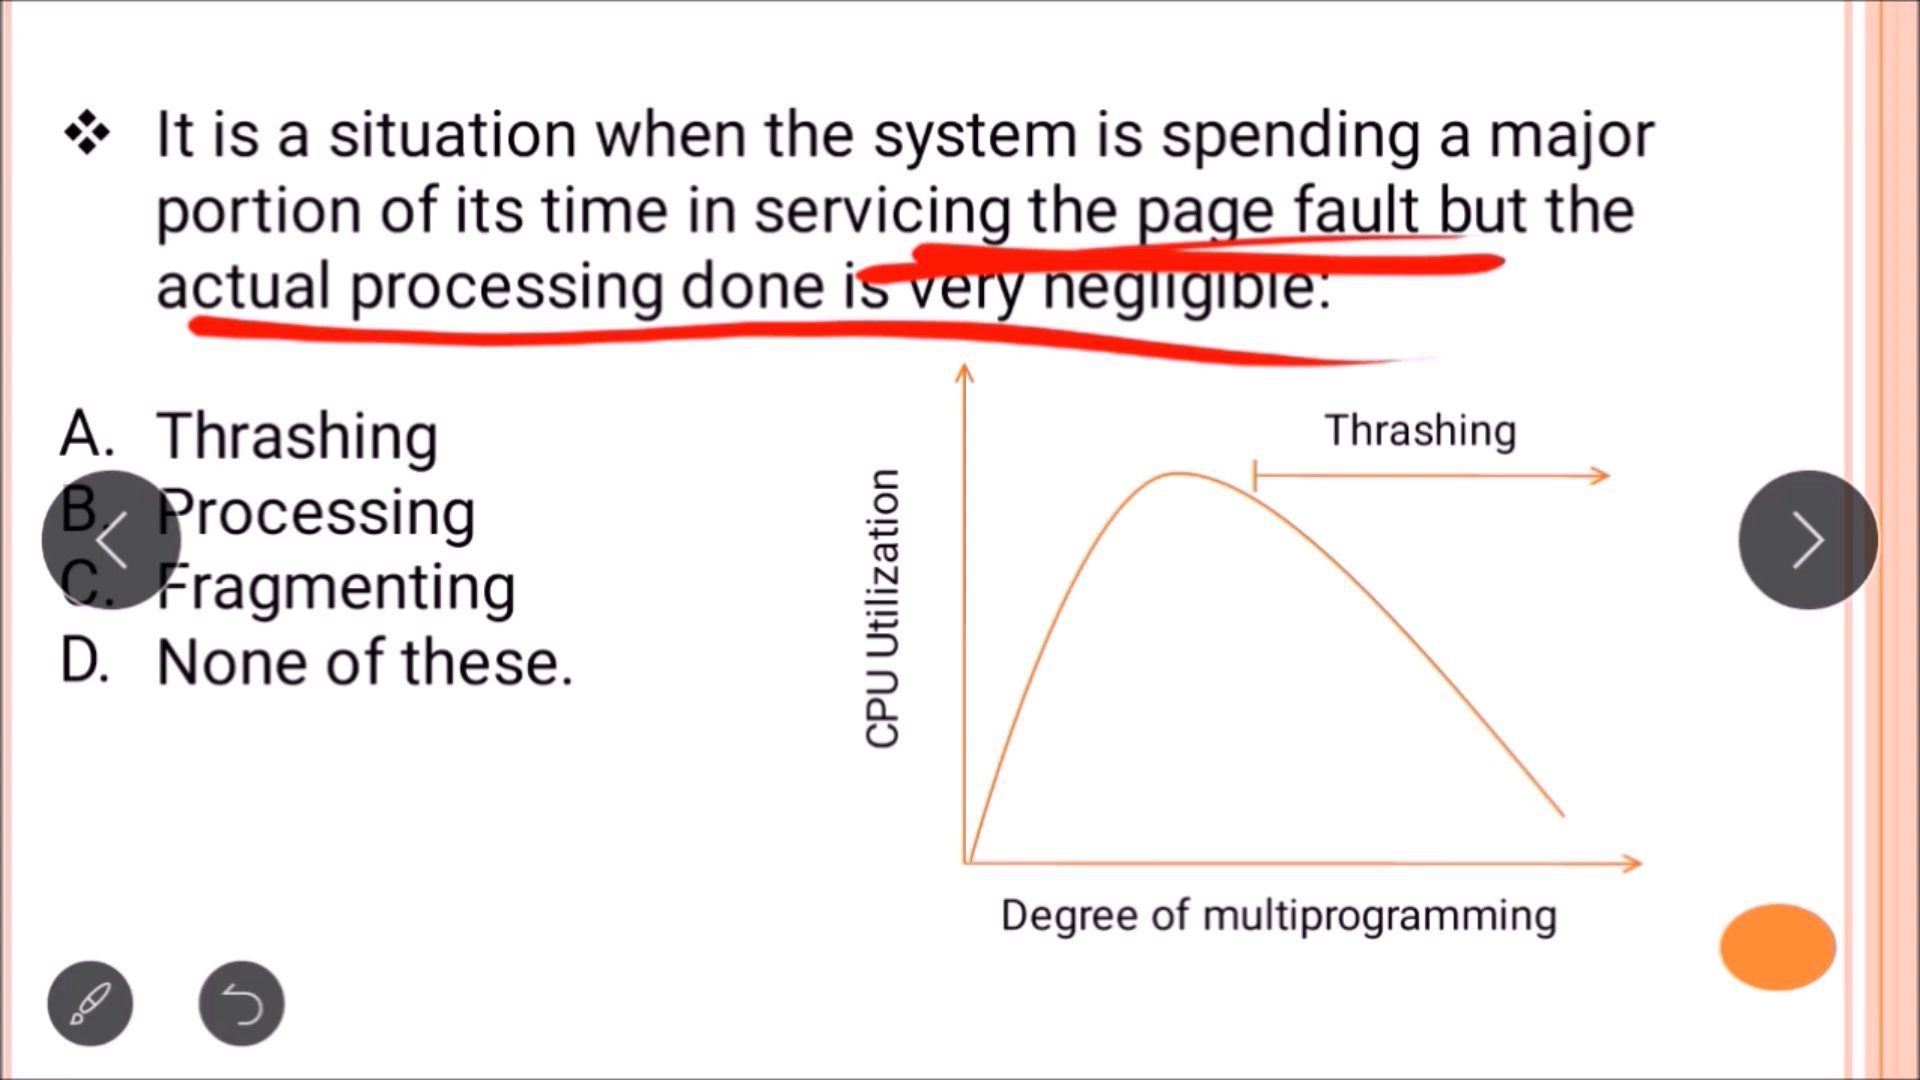 ❖ It is a situation when the system is spending a major
portion of its time in servicing the page fault but the
actual processing done is very negligible:
A. Thrashing
B. Processing
C. Fragmenting
D. None of these.
Thrashing
CPU Utilization
Degree of multiprogramming